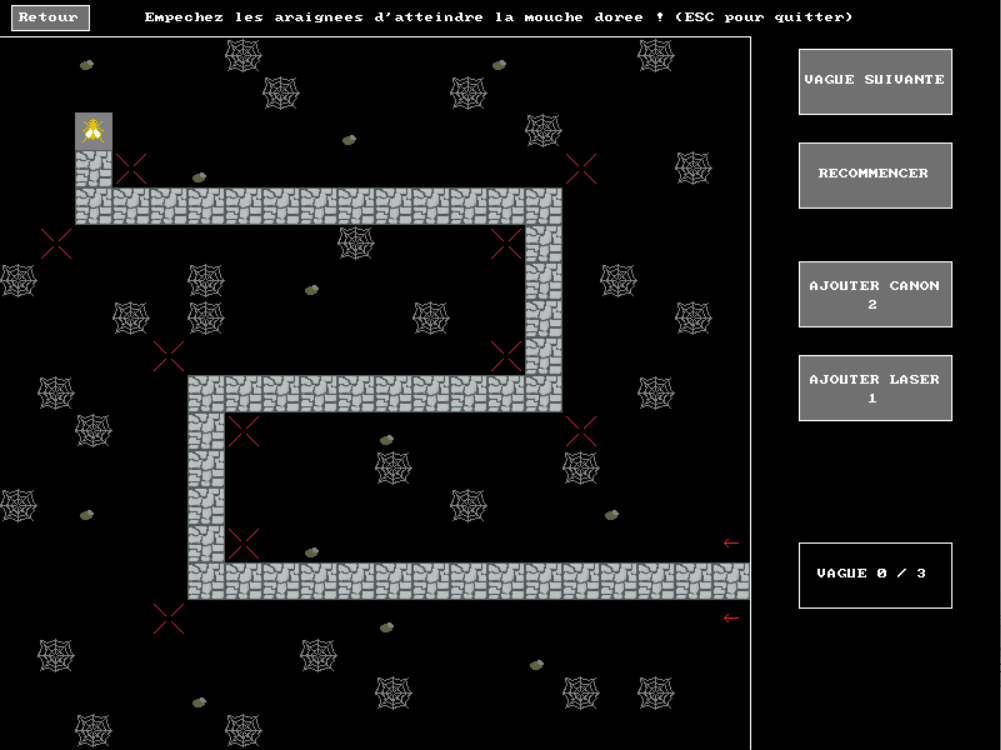 Retour
Empechez les araignees d'atteindre la mouche doree ! (ESC pour quitter)
VAGUE SUIVANTE
RECOMMENCER
AJOUTER CANON
2
AJOUTER LASER
1
VAGUE 0 / 3